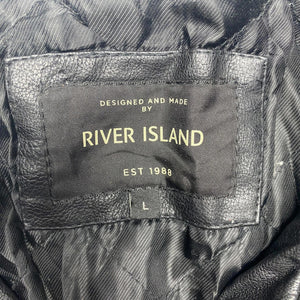 DESIGNED AND MADE
BY
RIVER ISLAND
EST 1988
L